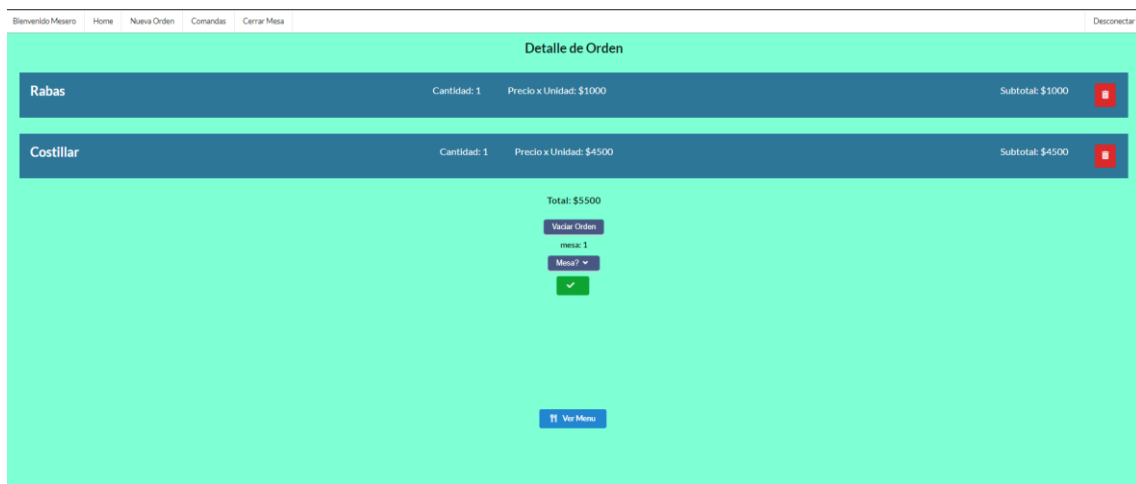 Bienvenido Mesero Home Nueva Orden Comandas Cerrar Mesa Desconectar
Detalle de Orden
Rabas Cantidad: 1 Precio x Unidad: $1000 Subtotal: $1000
Costillar Cantidad: 1 Precio x Unidad: $4500 Subtotal: $4500
Total: $5500
Vaciar Orden
mesa: 1
Mesa?
Ver Menu